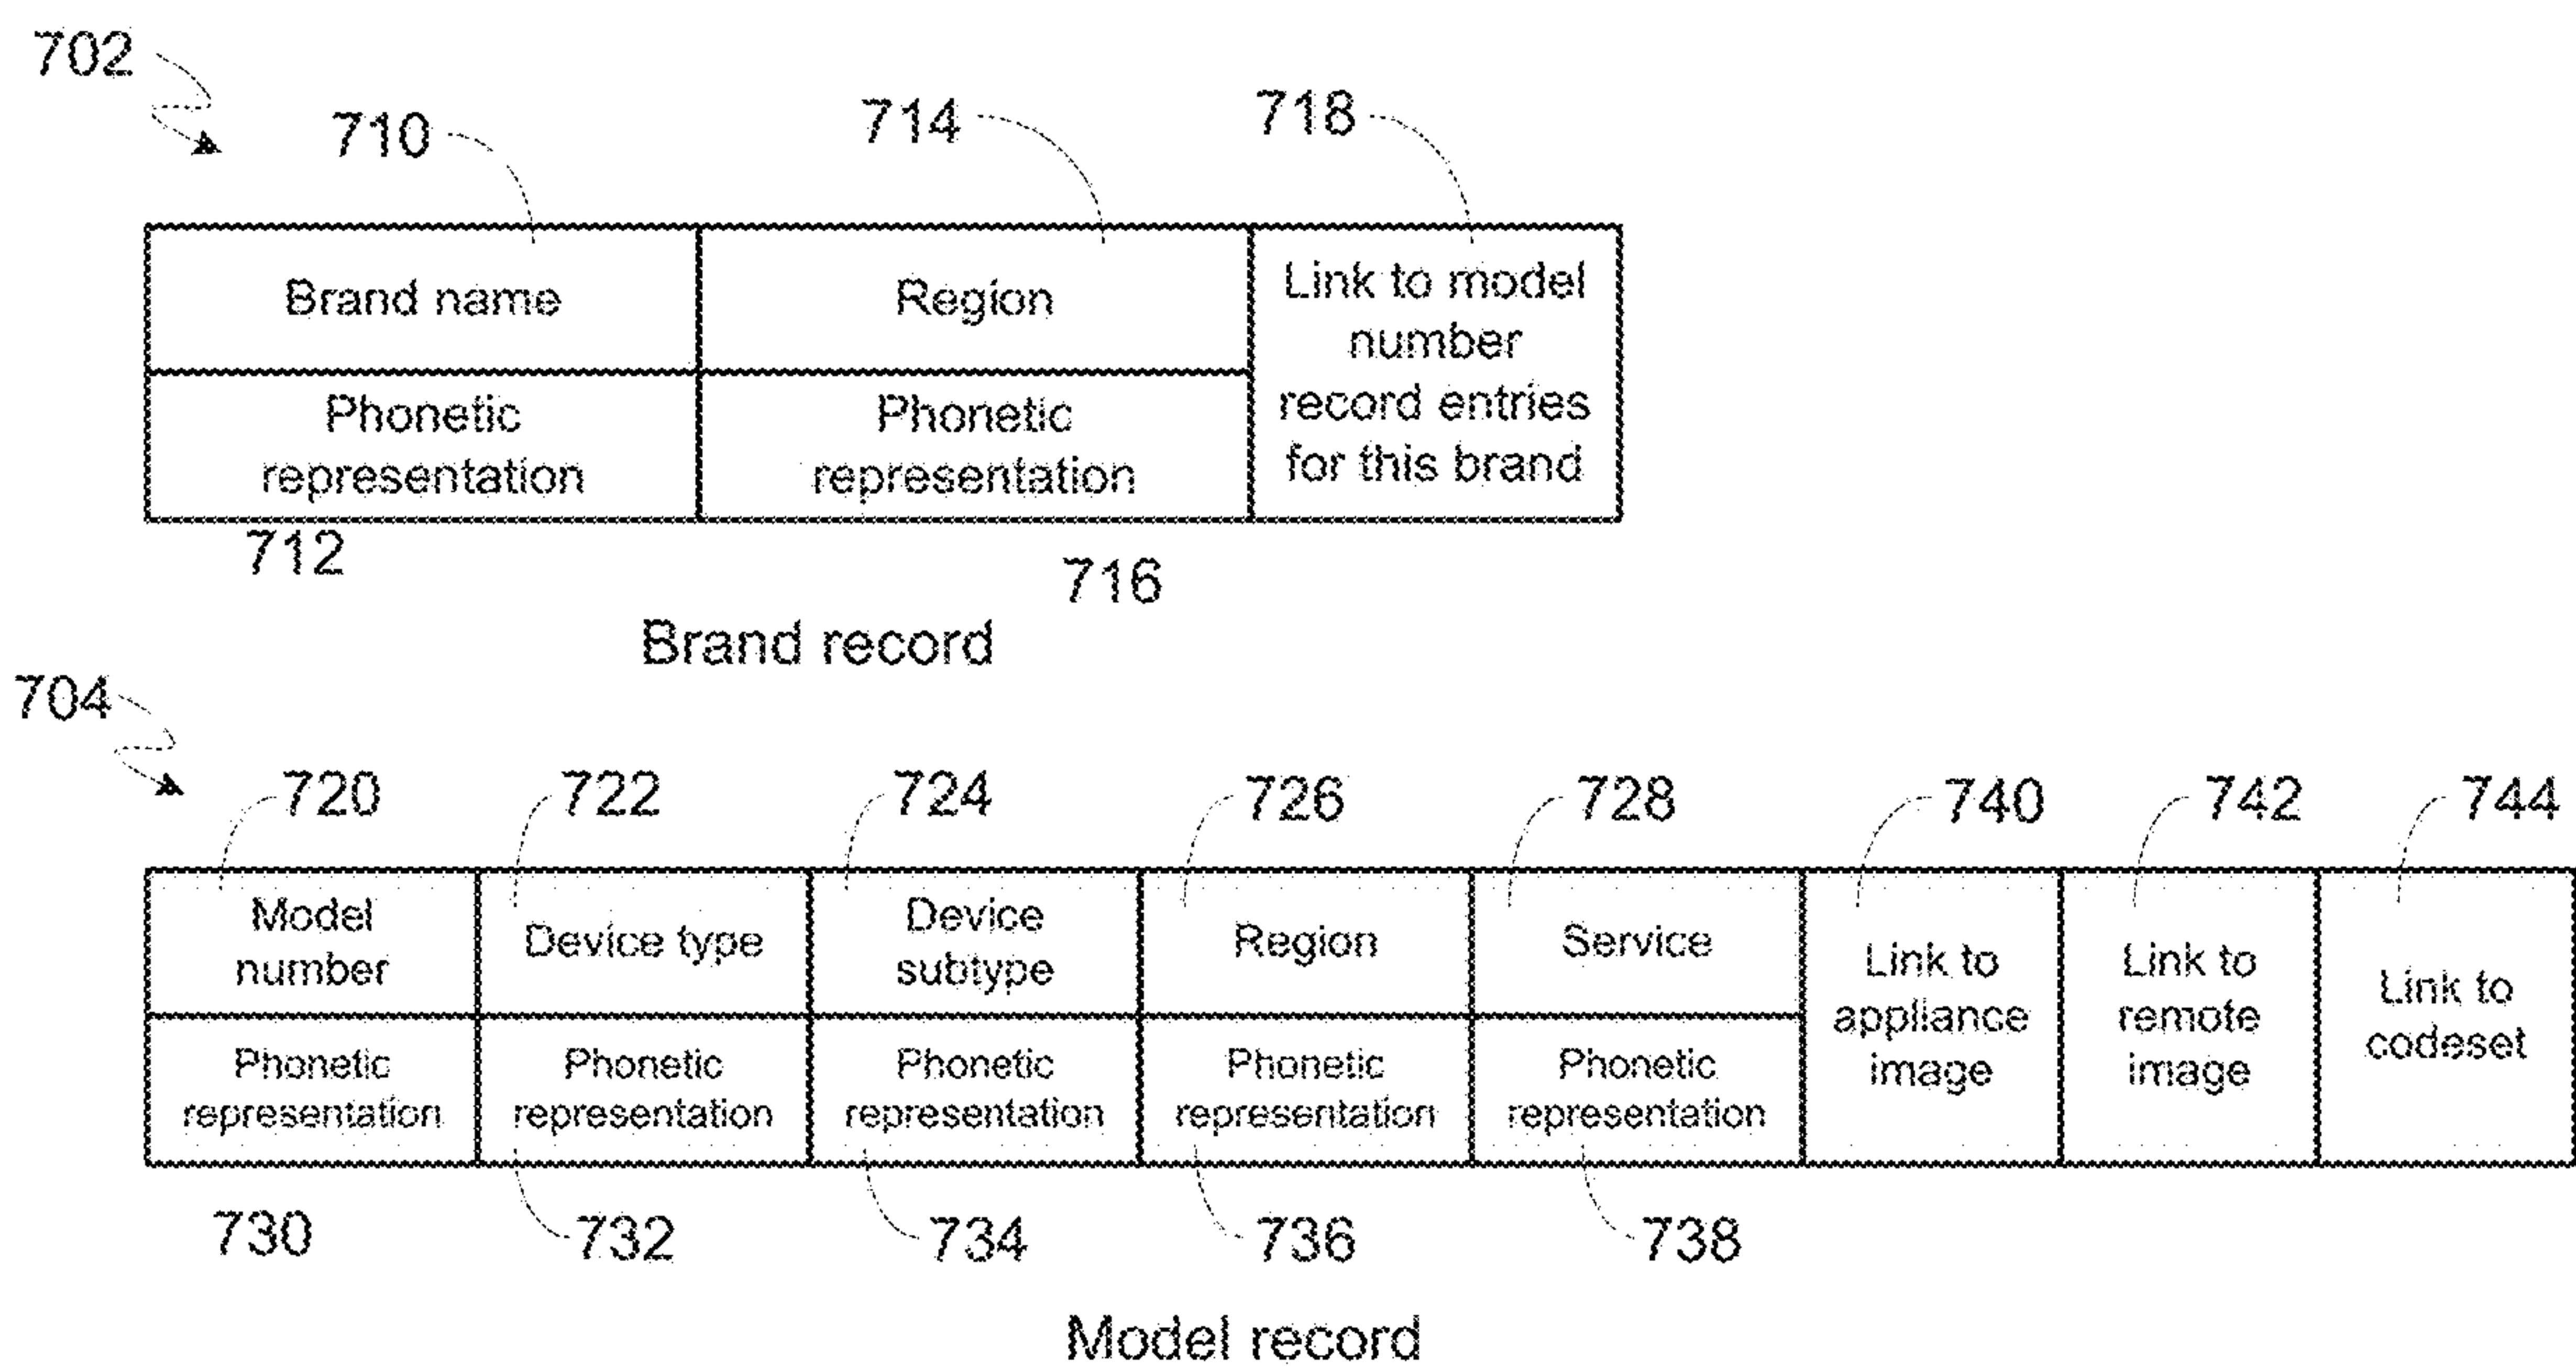 702
710
714
718
Brand name
Region
Link to model
number
record entries
for this brand
Phonetic
representation
Phonetic
representation
712
716
Brand record
704
720
722
724
726
728
740
742
744
Model
number
Device type
Device
subtype
Region
Service
Link to
appliance
image
Link to
remote
image
Link to
codeset
Phonetic
representation
Phonetic
representation
Phonetic
representation
Phonetic
representation
Phonetic
representation
730
732
734
736
738
Model record